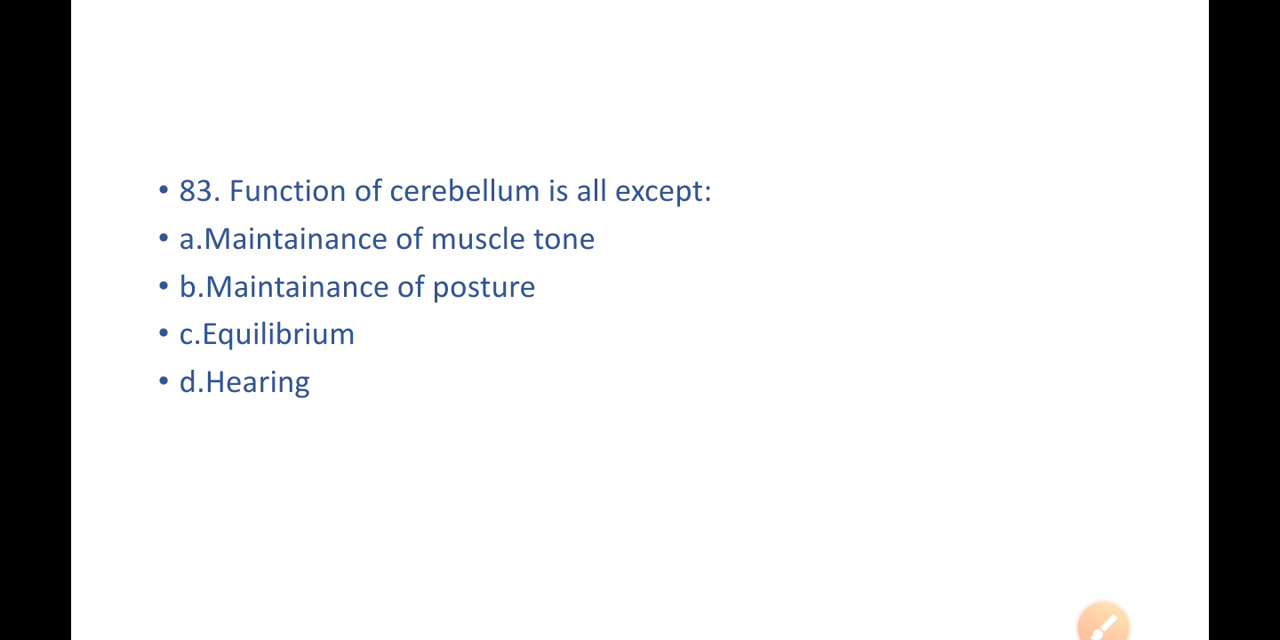 • 83. Function of cerebellum is all except:
• a.Maintainance of muscle tone
• b.Maintainance of posture
• c.Equilibrium
• d.Hearing